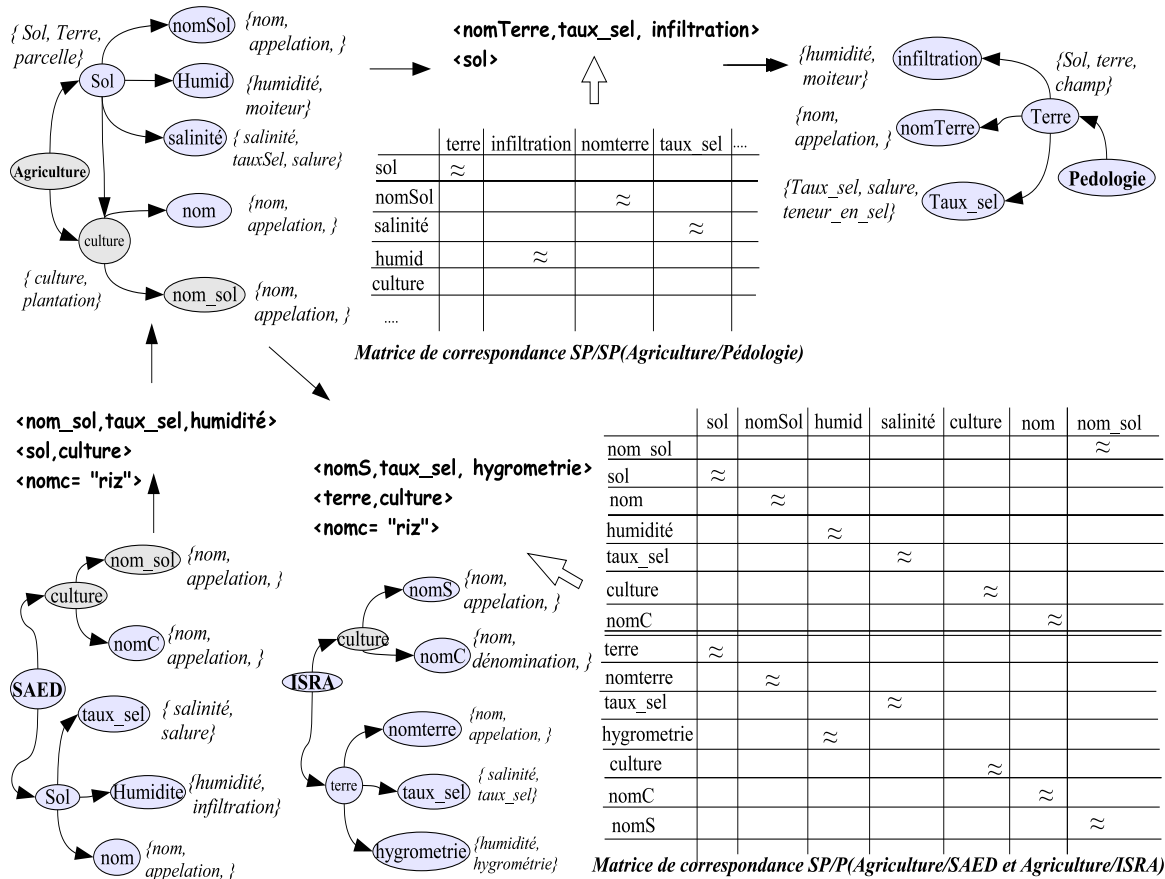 { Sol, Terre,
parcelle}
nomSol
{nom,
appelation, }
Sol
Humid
{humidité,
moiteur}
salinité
{ salinité,
tauxSel, salure}
Agriculture
nom
{nom,
appelation, }
culture
{ culture,
plantation}
nom_sol
{nom,
appelation, }
<nomTerre,taux_sel, infiltration>
<sol>
terre infiltration nomterre taux_sel ....
sol ≈
nomSol ≈
salinité ≈
humid ≈
culture
....
Matrice de correspondance SP/SP(Agriculture/Pédologie)
{humidité,
moiteur}
infiltration
{Sol, terre,
champ}
{nom,
appelation, }
nomTerre
Terre
Pedologie
{Taux_sel, salure,
teneur_en_sel}
Taux_sel
<nom_sol,taux_sel,humidité>
<sol,culture>
<nomc= "riz">
nom_sol
{nom,
appelation, }
culture
nomC
{nom,
appelation, }
SAED
taux_sel
{ salinité,
salure}
Sol
Humidite
{humidité,
infiltration}
nom
{nom,
appelation, }
<nomS,taux_sel, hygrometrie>
<terre,culture>
<nomc= "riz">
nomS
{nom,
appelation, }
culture
nomC
{nom,
dénomination, }
ISRA
nomterre
{nom,
appelation, }
terre
taux_sel
{ salinité,
taux_sel}
hygrometrie
{humidité,
hygrométrie}
sol nomSol humid salinité culture nom nom_sol
nom_sol ≈
sol ≈
nom ≈
humidité ≈
taux_sel ≈
culture ≈
nomC ≈
terre ≈
nomterre ≈
taux_sel ≈
hygrometrie ≈
culture ≈
nomC ≈
nomS ≈
Matrice de correspondance SP/P(Agriculture/SAED et Agriculture/ISRA)